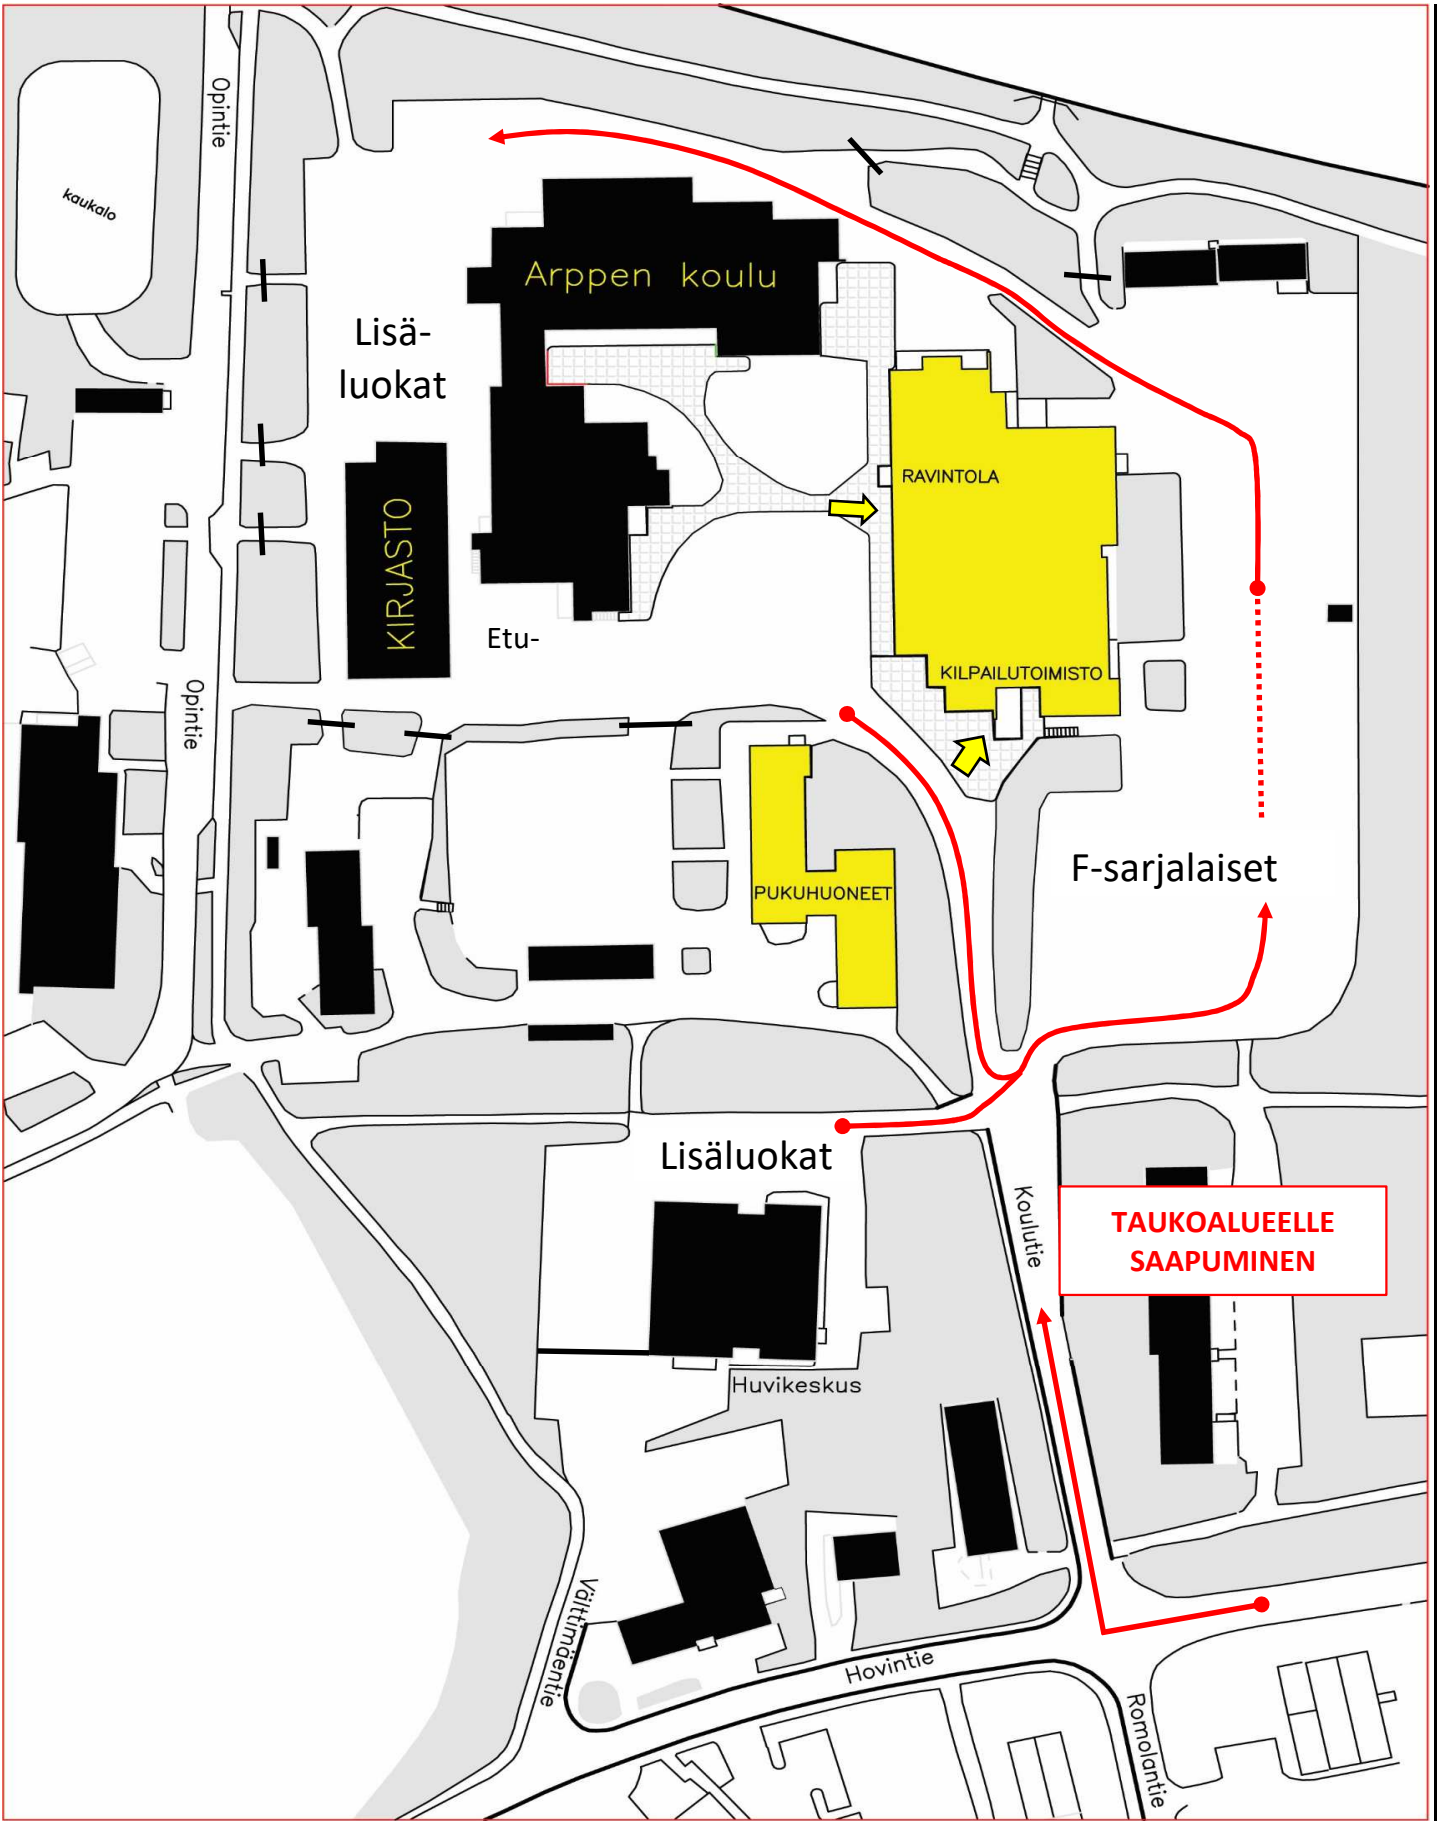 Opintie
kaukalo
Arppen koulu
Lisä-
luokat
RAVINTOLA
KIRJASTO
Etu-
KILPAILUTOIMISTO
Opintie
F-sarjalaiset
PUKUHUONEET
Lisäluokat
Koulutie
TAUKOALUEELLE
SAAPUMINEN
Huvikeskus
Välttimäentie
Hovintie
Romolantie